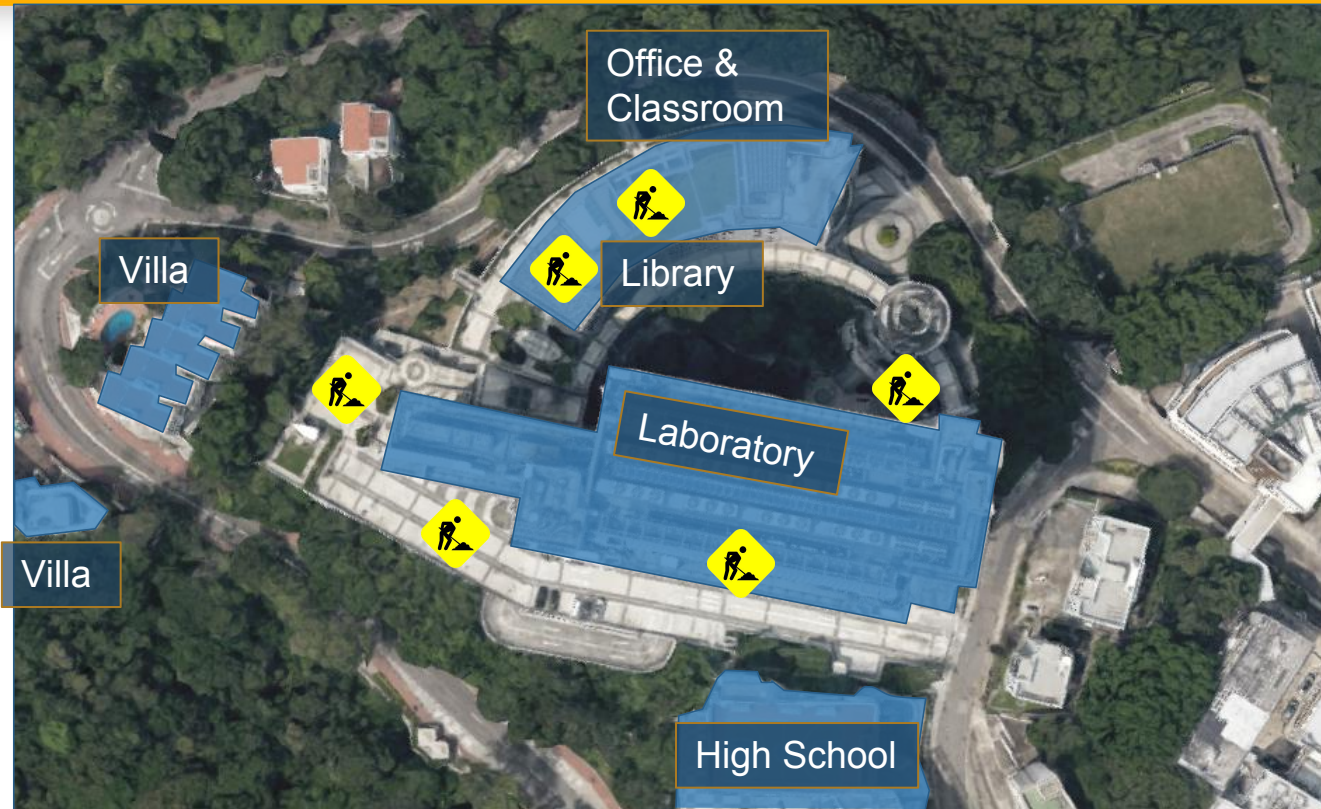 Office &
Classroom
Villa
Library
Laboratory
Villa
High School